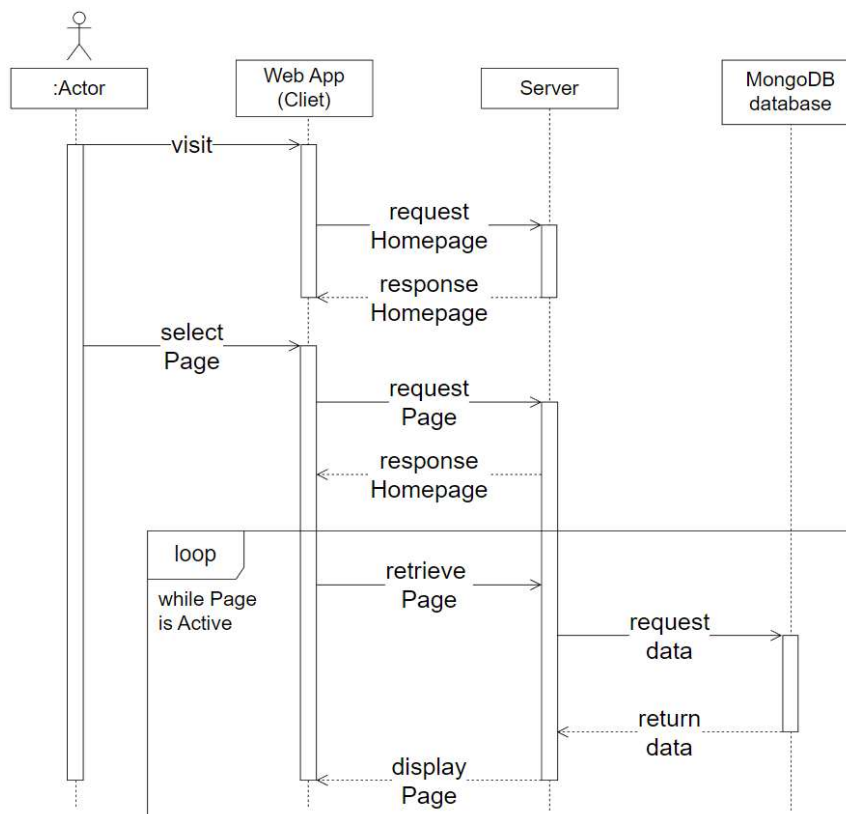 :Actor
Web App
(Cliet)
Server
MongoDB
database
visit
request
Homepage
response
Homepage
select
Page
request
Page
response
Homepage
loop
while Page
is Active
retrieve
Page
request
data
return
data
display
Page